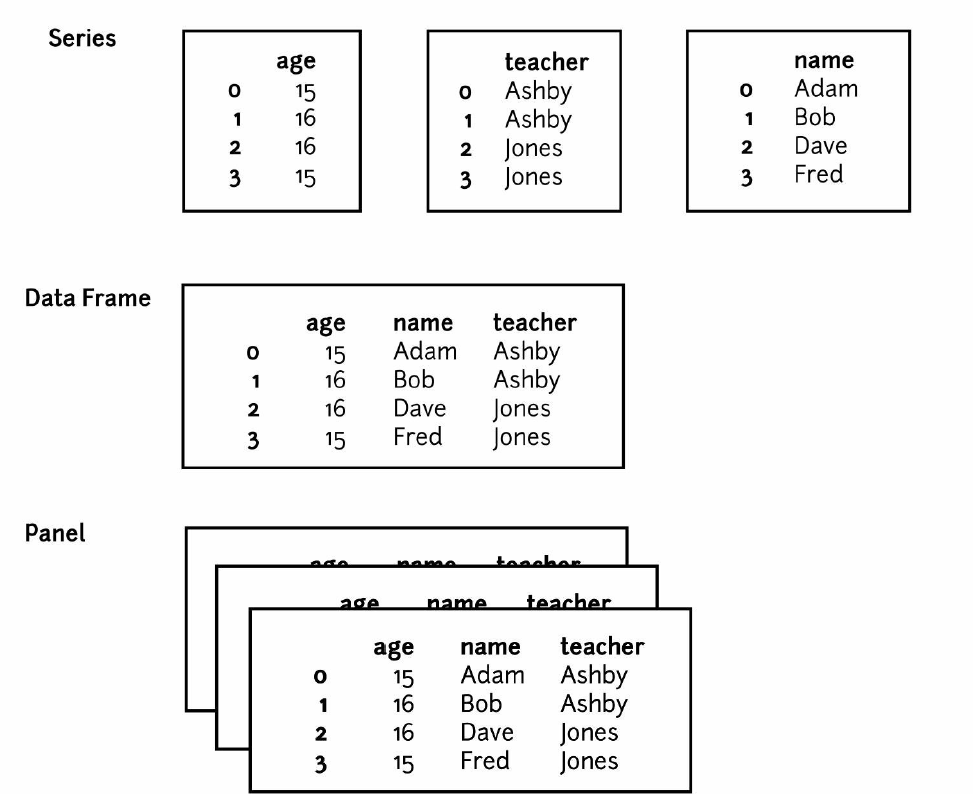 Series
age
0 15
1 16
2 16
3 15
teacher
0 Ashby
1 Ashby
2 Jones
3 Jones
name
0 Adam
1 Bob
2 Dave
3 Fred
Data Frame
age name teacher
0 15 Adam Ashby
1 16 Bob Ashby
2 16 Dave Jones
3 15 Fred Jones
Panel
age name teacher
age name teacher
age name teacher
0 15 Adam Ashby
1 16 Bob Ashby
2 16 Dave Jones
3 15 Fred Jones